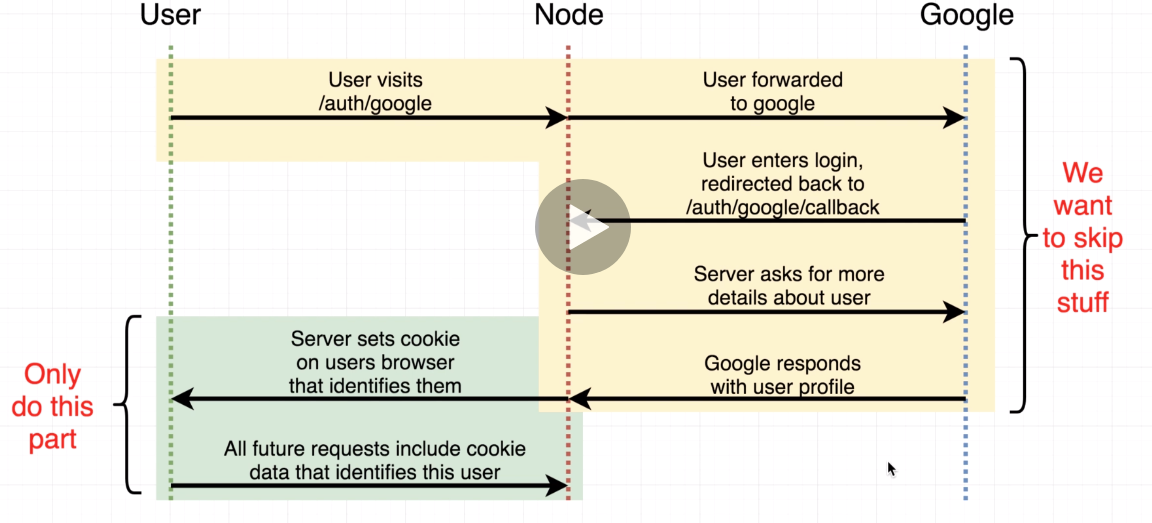 User
Node
Google
User visits
/auth/google
User forwarded
to google
User enters login,
redirected back to
/auth/google/callback
We
want
to skip
this
stuff
Server asks for more
details about user
Server sets cookie
on users browser
that identifies them
Google responds
with user profile
Only
do this
part
All future requests include cookie
data that identifies this user